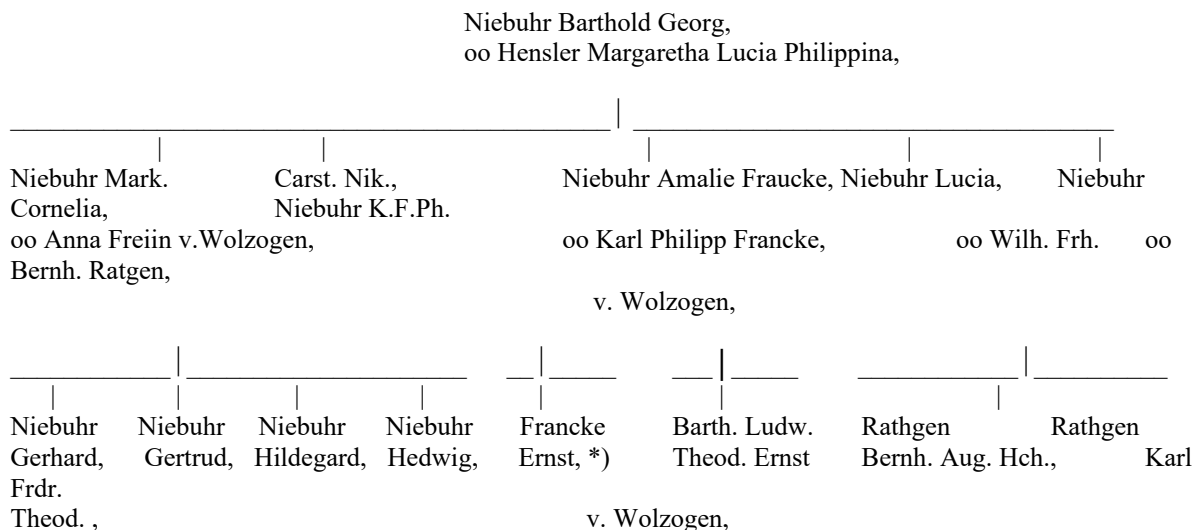 Niebuhr Barthold Georg,
oo Hensler Margaretha Lucia Philippina,
Niebuhr Mark. Carst. Nik., Niebuhr Amalie Fraucke, Niebuhr Lucia, Niebuhr
Cornelia, Niebuhr K.F.Ph.
oo Anna Freiin v.Wolzogen, oo Karl Philipp Francke, oo Wilh. Frh. oo
Bernh. Ratgen,
v. Wolzogen,
Niebuhr Niebuhr Niebuhr Niebuhr Francke Barth. Ludw. Rathgen Rathgen
Gerhard, Gertrud, Hildegard, Hedwig, Ernst, *) Theod. Ernst Bernh. Aug. Hch., Karl
Frdr.
Theod. , v. Wolzogen,